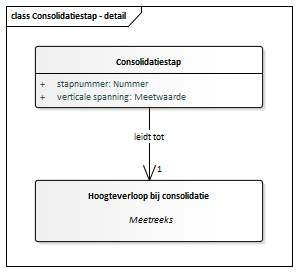 class Consolidatiestap - detail
Consolidatiestap
+ stapnummer: Nummer
+ verticale spanning: Meetwaarde
leidt tot
1
Hoogteverloop bij consolidatie
Meetreeks